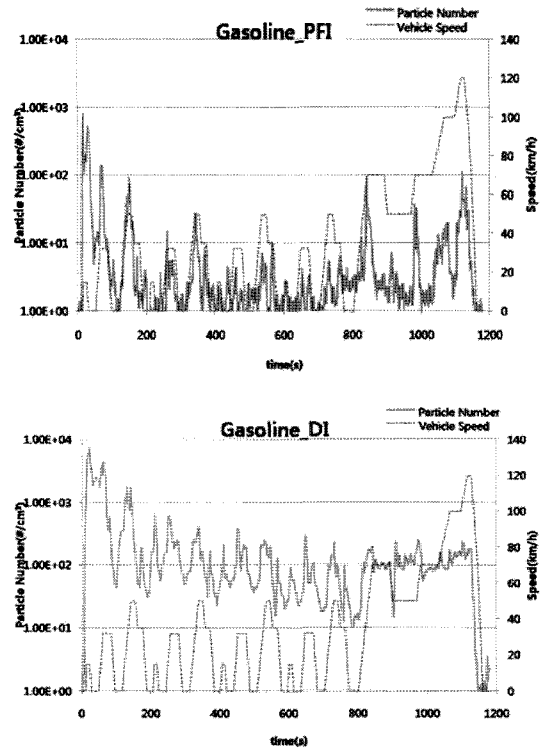 Gasoline_PFI
Particle Number
Vehicle Speed
1.00E+04
1.00E+03
1.00E+02
1.00E+01
1.00E+00
Particle Number(#/cm³)
140
120
100
80
60
40
20
0
Speed(km/h)
0 200 400 600 800 1000 1200
time(s)
Gasoline_DI
Particle Number
Vehicle Speed
1.00E+04
1.00E+03
1.00E+02
1.00E+01
1.00E+00
Particle Number(#/cm³)
140
120
100
80
60
40
20
0
Speed(km/h)
0 200 400 600 800 1000 1200
time(s)